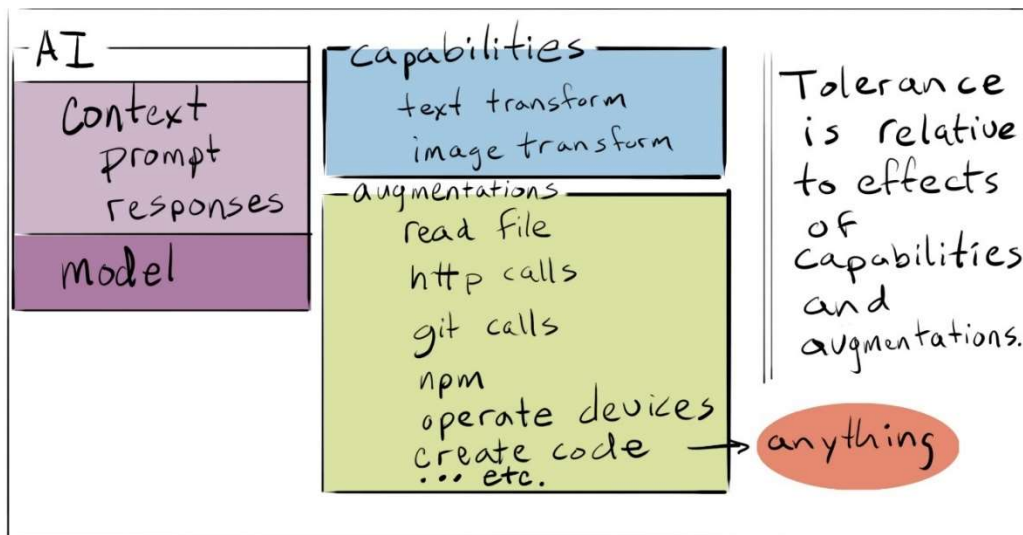 AI
Context
prompt
responses
model
capabilities
text transform
image transform
augmentations
read file
http calls
git calls
npm
operate devices
create code
... etc.
anything
Tolerance
is relative
to effects
of
capabilities
and
augmentations.